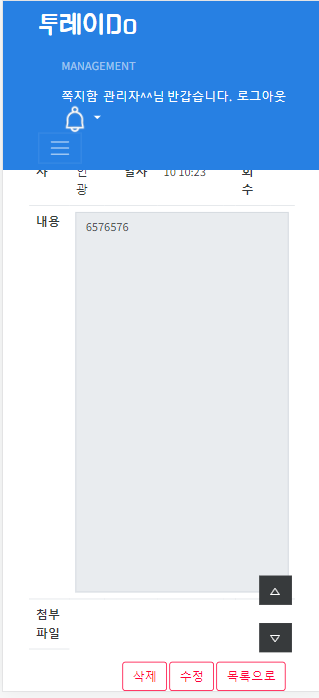 투레이Do
MANAGEMENT
쪽지함 관리자^^님 반갑습니다. 로그아웃
자 인 일자 10 10:23 회
광 수
내용 6576576
첨부
파일
삭제 수정 목록으로